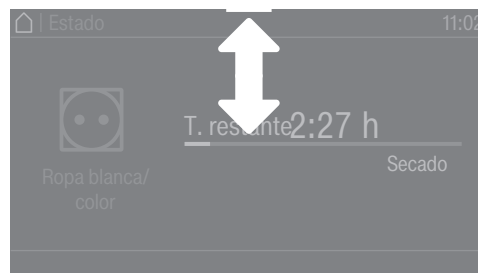 | Estado
11:02
T. restante 2:27 h
Secado
Ropa blanca/
color